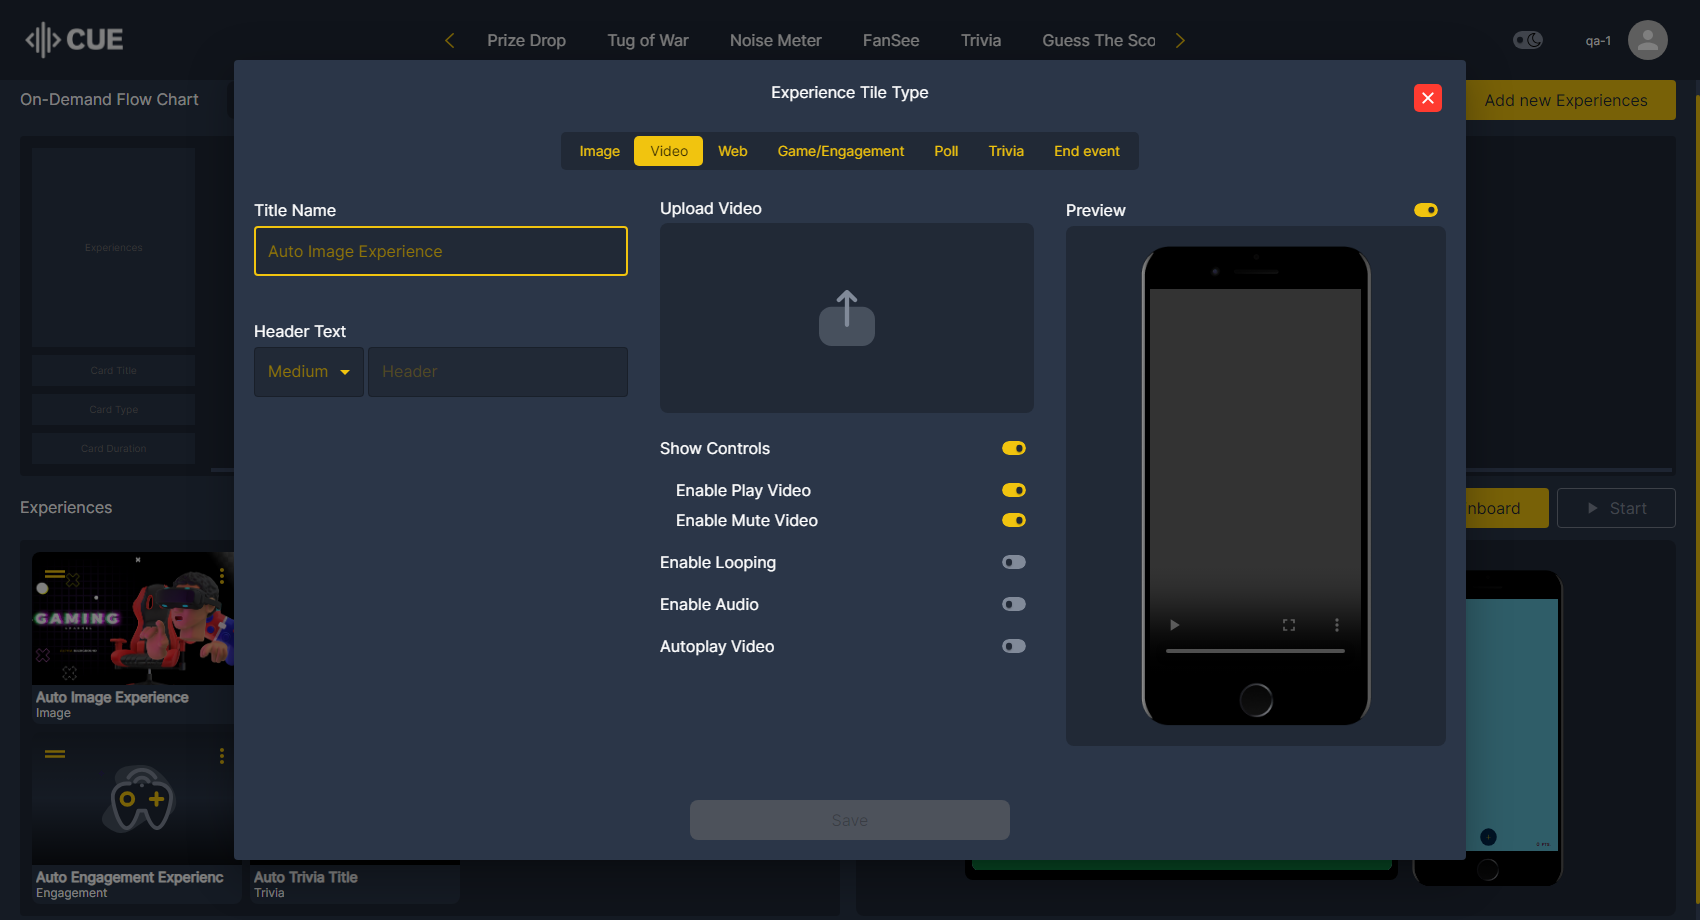 CUE
Prize Drop
Tug of War
Noise Meter
FanSee
Trivia
Guess The Sco
qa-1
On-Demand Flow Chart
Add new Experiences
Experience Tile Type
Image
Video
Web
Game/Engagement
Poll
Trivia
End event
Title Name
Auto Image Experience
Header Text
Medium
Header
Upload Video
Show Controls
Enable Play Video
Enable Mute Video
Enable Looping
Enable Audio
Autoplay Video
Preview
Save
Experiences
Card Title
Card Type
Card Duration
Experiences
nboard
Start
GAMING
Auto Image Experience
Image
Auto Engagement Experienc
Engagement
Auto Trivia Title
Trivia